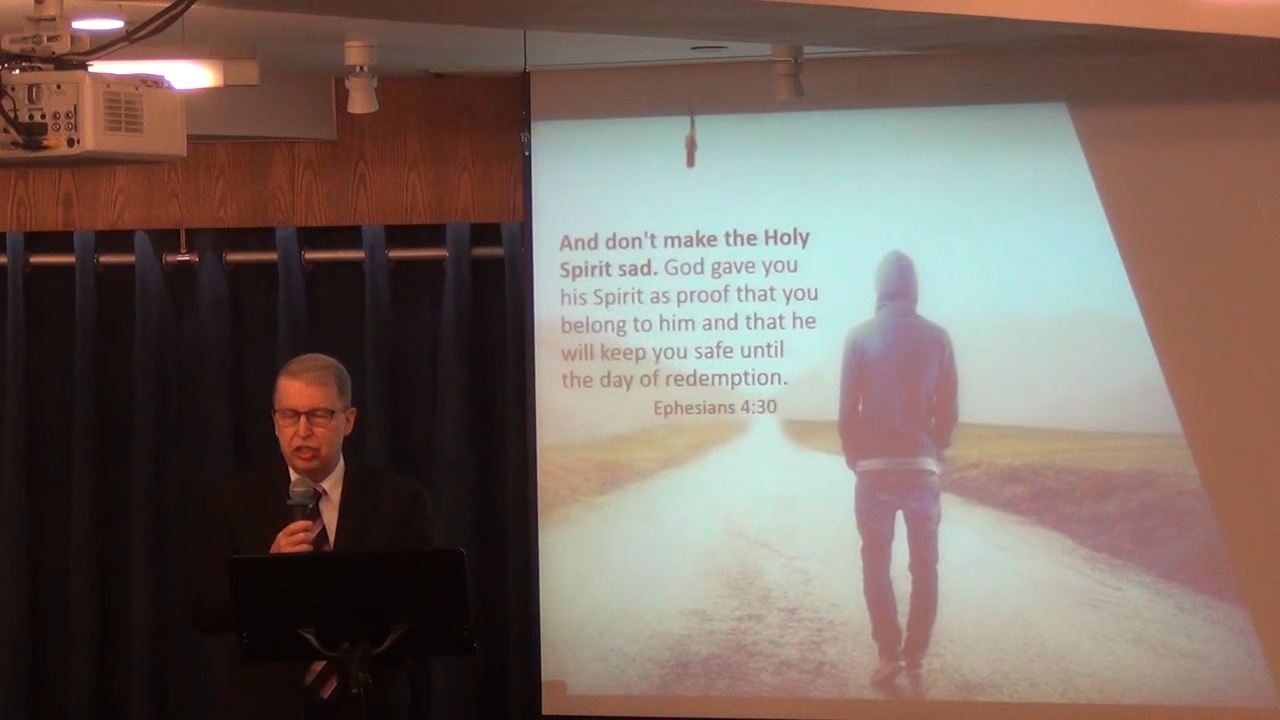 And don't make the Holy
Spirit sad. God gave you
his Spirit as proof that you
belong to him and that he
will keep you safe until
the day of redemption.
Ephesians 4:30